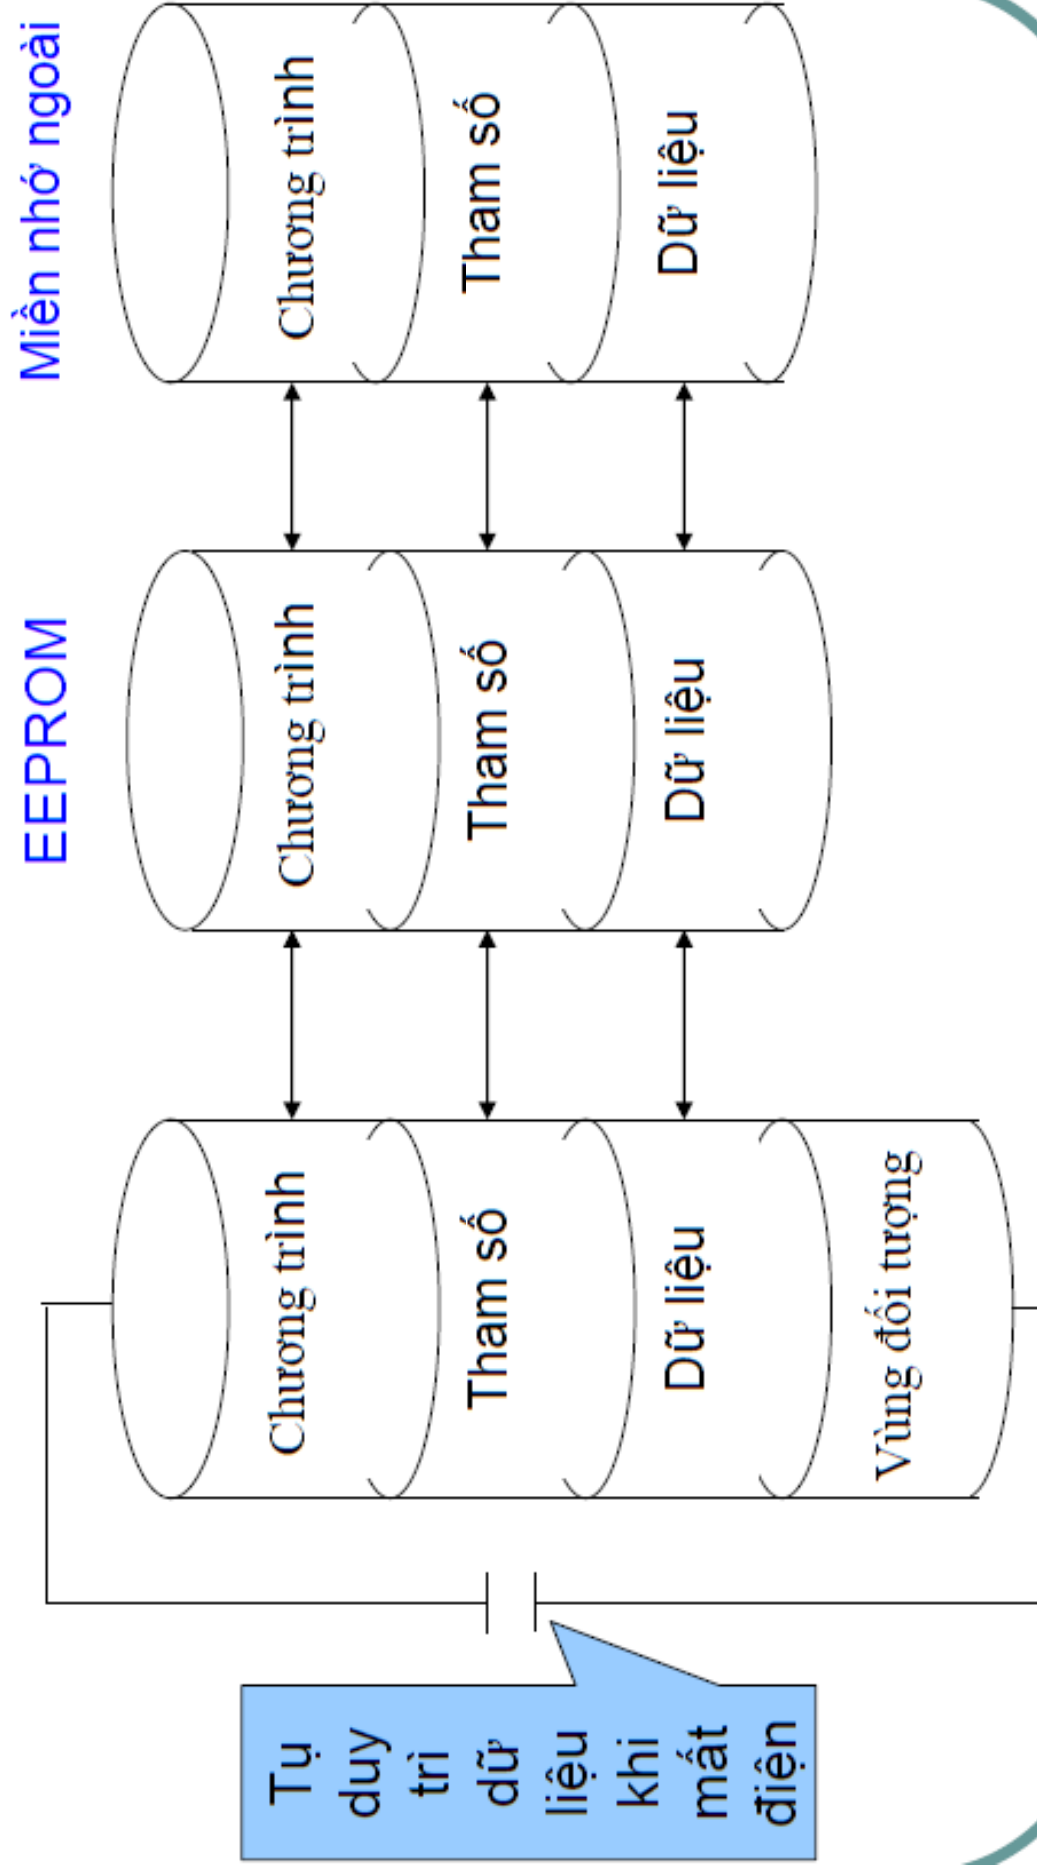 EEPROM
Miền nhớ ngoài
Tụ
duy
trì
dữ
liệu
khi
mất
điện
Chương trình
Tham số
Dữ liệu
Vùng đối tượng
Chương trình
Tham số
Dữ liệu
Chương trình
Tham số
Dữ liệu